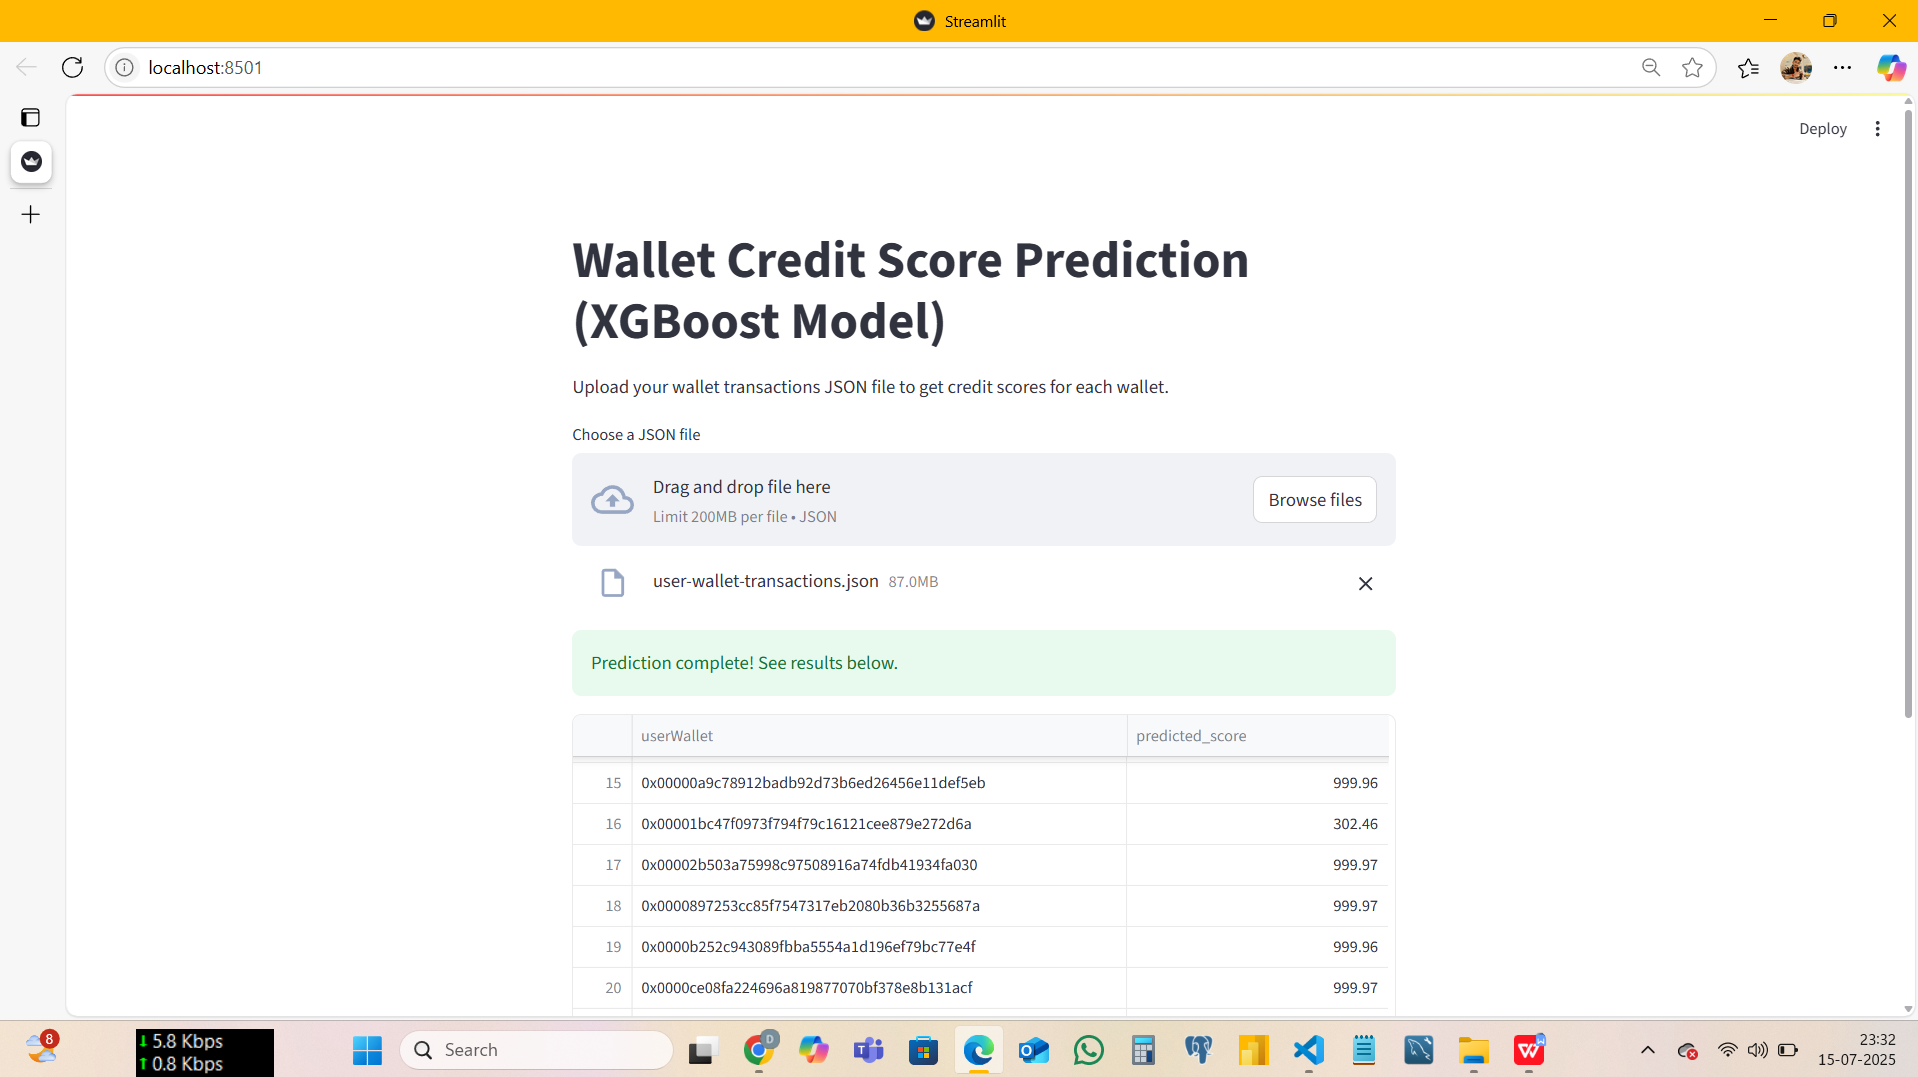 Streamlit
localhost:8501
Deploy
Wallet Credit Score Prediction
(XGBoost Model)
Upload your wallet transactions JSON file to get credit scores for each wallet.
Choose a JSON file
Drag and drop file here
Limit 200MB per file • JSON
Browse files
user-wallet-transactions.json 87.0MB
Prediction complete! See results below.
userWallet predicted_score
15 0x00000a9c78912badb92d73b6ed26456e11def5eb 999.96
16 0x00001bc47f0973f794f79c16121cee879e272d6a 302.46
17 0x00002b503a75998c97508916a74fdb41934fa030 999.97
18 0x0000897253cc85f7547317eb2080b36b3255687a 999.97
19 0x0000b252c943089fbba5554a1d196ef79bc77e4f 999.96
20 0x0000ce08fa224696a819877070bf378e8b131acf 999.97
8
5.8 Kbps
0.8 Kbps
Search
D
T
W
23:32
15-07-2025